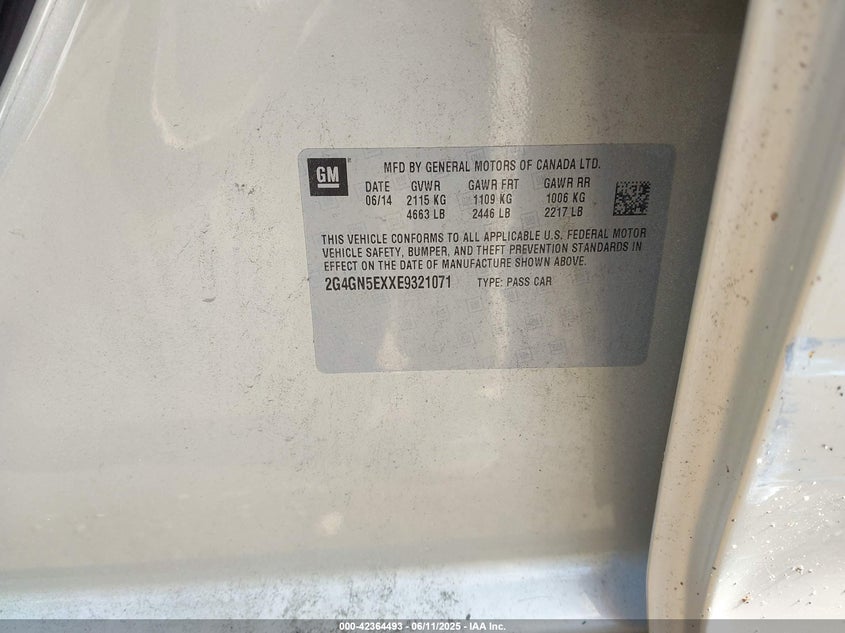 GM
MFD BY GENERAL MOTORS OF CANADA LTD.
DATE GVWR GAWR FRT GAWR RR
06/14 2115 KG 1109 KG 1006 KG
4663 LB 2446 LB 2217 LB
THIS VEHICLE CONFORMS TO ALL APPLICABLE U.S. FEDERAL MOTOR
VEHICLE SAFETY, BUMPER, AND THEFT PREVENTION STANDARDS IN
EFFECT ON THE DATE OF MANUFACTURE SHOWN ABOVE.
2G4GN5EXXE9321071 TYPE: PASS CAR
000-42364493 - 06/11/2025 - IAA Inc.